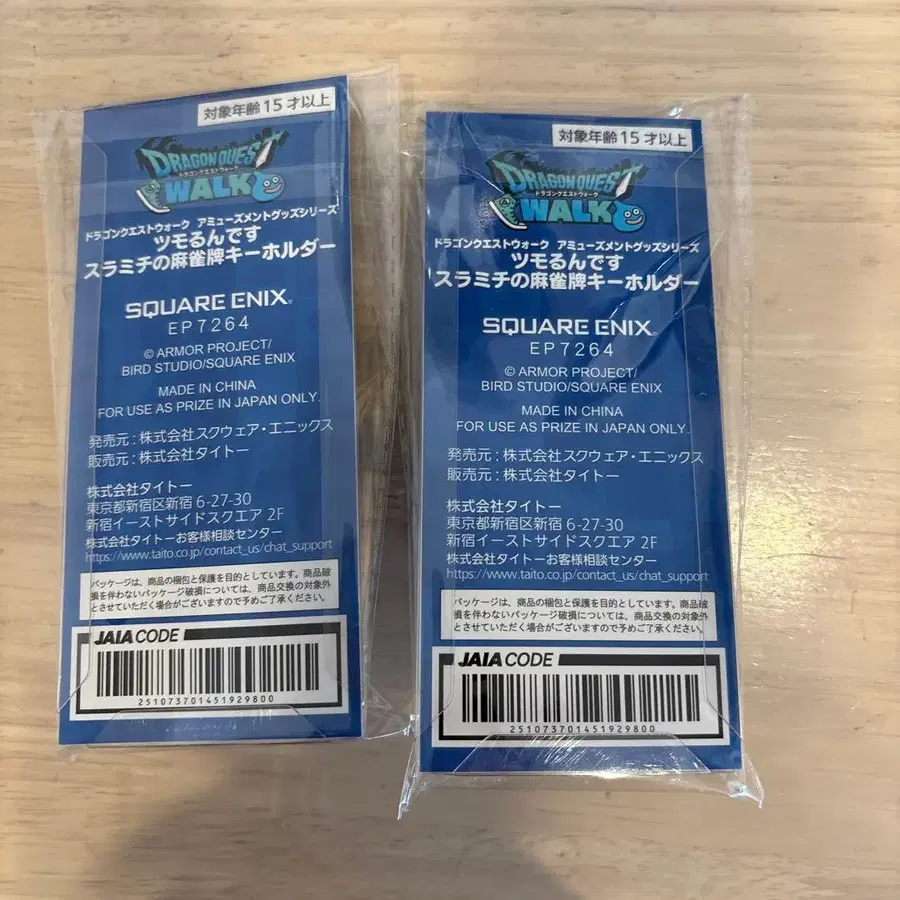 対象年齢15才以上
DRAGON QUEST
ドラゴンクエストウォーク
WALK
ドラゴンクエストウォーク アミューズメントグッズシリーズ
ツモるんです
スラミチの麻雀牌キーホルダー
SQUARE ENIX®
EP7264
© ARMOR PROJECT/
BIRD STUDIO/SQUARE ENIX
MADE IN CHINA
FOR USE AS PRIZE IN JAPAN ONLY.
発売元:株式会社スクウェア・エニックス
販売元:株式会社タイトー
株式会社タイトー
東京都新宿区新宿 6-27-30
新宿イーストサイドスクエア 2F
株式会社タイトーお客様相談センター
https://www.taito.co.jp/contact_us/chat_support
パッケージは、商品の梱包と保護を目的としています。商品破
損を伴わないパッケージ破損については、商品交換の対象外
とさせていただく場合がございますので予めご了承ください。
JAIA CODE
251073701451929800
対象年齢15才以上
DRAGON QUEST
ドラゴンクエストウォーク
WALK
ドラゴンクエストウォーク アミューズメントグッズシリーズ
ツモるんです
スラミチの麻雀牌キーホルダー
SQUARE ENIX®
EP7264
© ARMOR PROJECT/
BIRD STUDIO/SQUARE ENIX
MADE IN CHINA
FOR USE AS PRIZE IN JAPAN ONLY.
発売元:株式会社スクウェア・エニックス
販売元:株式会社タイトー
株式会社タイトー
東京都新宿区新宿 6-27-30
新宿イーストサイドスクエア 2F
株式会社タイトーお客様相談センター
https://www.taito.co.jp/contact_us/chat_support
パッケージは、商品の梱包と保護を目的としています。商品破
損を伴わないパッケージ破損については、商品交換の対象外
とさせていただく場合がございますので予めご了承ください。
JAIA CODE
251073701451929800